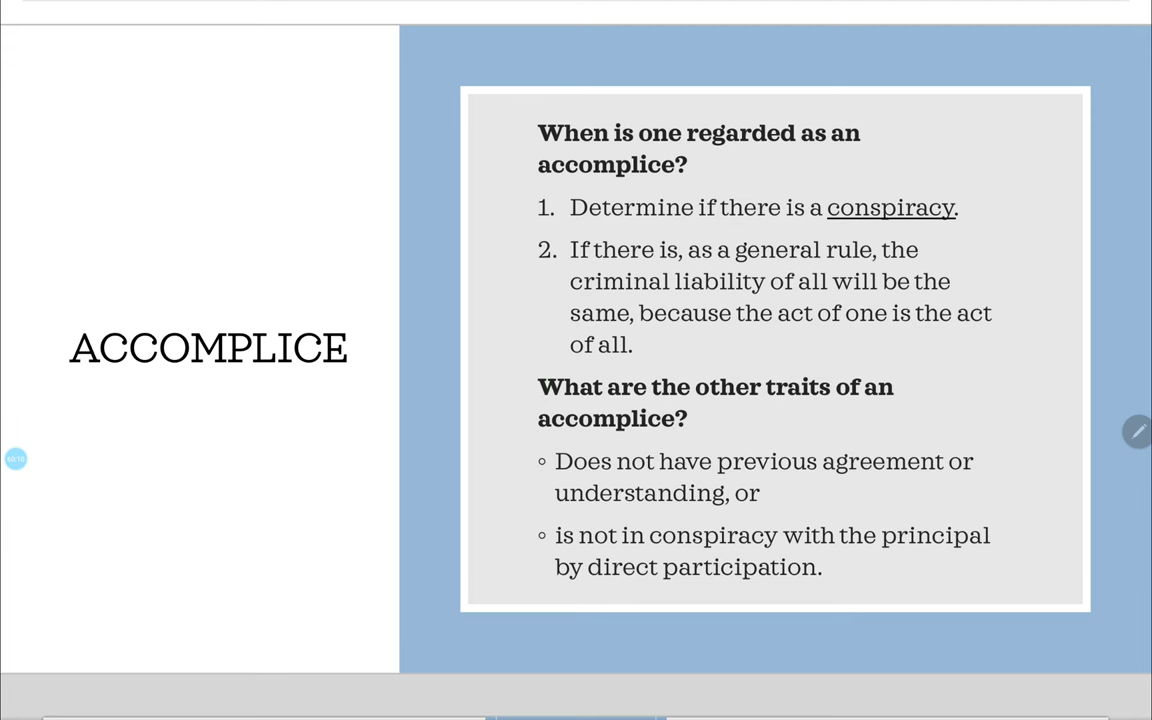 ACCOMPLICE
When is one regarded as an
accomplice?
1. Determine if there is a conspiracy.
2. If there is, as a general rule, the
criminal liability of all will be the
same, because the act of one is the act
of all.
What are the other traits of an
accomplice?
◦ Does not have previous agreement or
understanding, or
◦ is not in conspiracy with the principal
by direct participation.